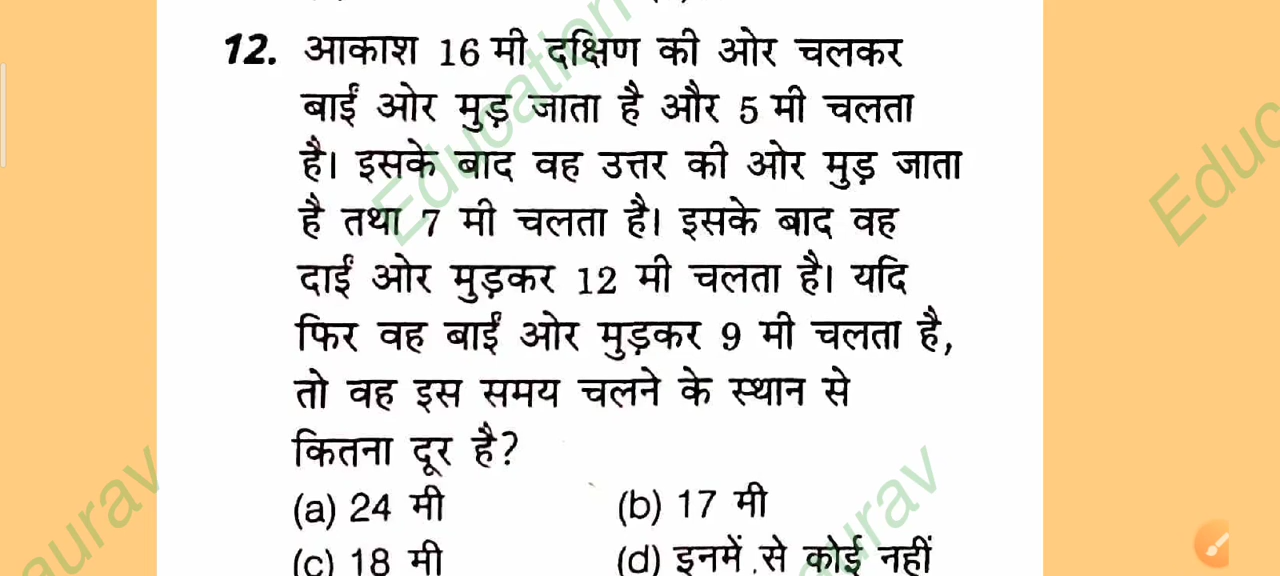 12. आकाश 16 मी दक्षिण की ओर चलकर
बाईं ओर मुड़ जाता है और 5 मी चलता
है। इसके बाद वह उत्तर की ओर मुड़ जाता
है तथा 7 मी चलता है। इसके बाद वह
दाईं ओर मुड़कर 12 मी चलता है। यदि
फिर वह बाईं ओर मुड़कर 9 मी चलता है,
तो वह इस समय चलने के स्थान से
कितना दूर है?
(a) 24 मी (b) 17 मी
(c) 18 मी (d) इनमें से कोई नहीं
Education
Educ
aurav
urav